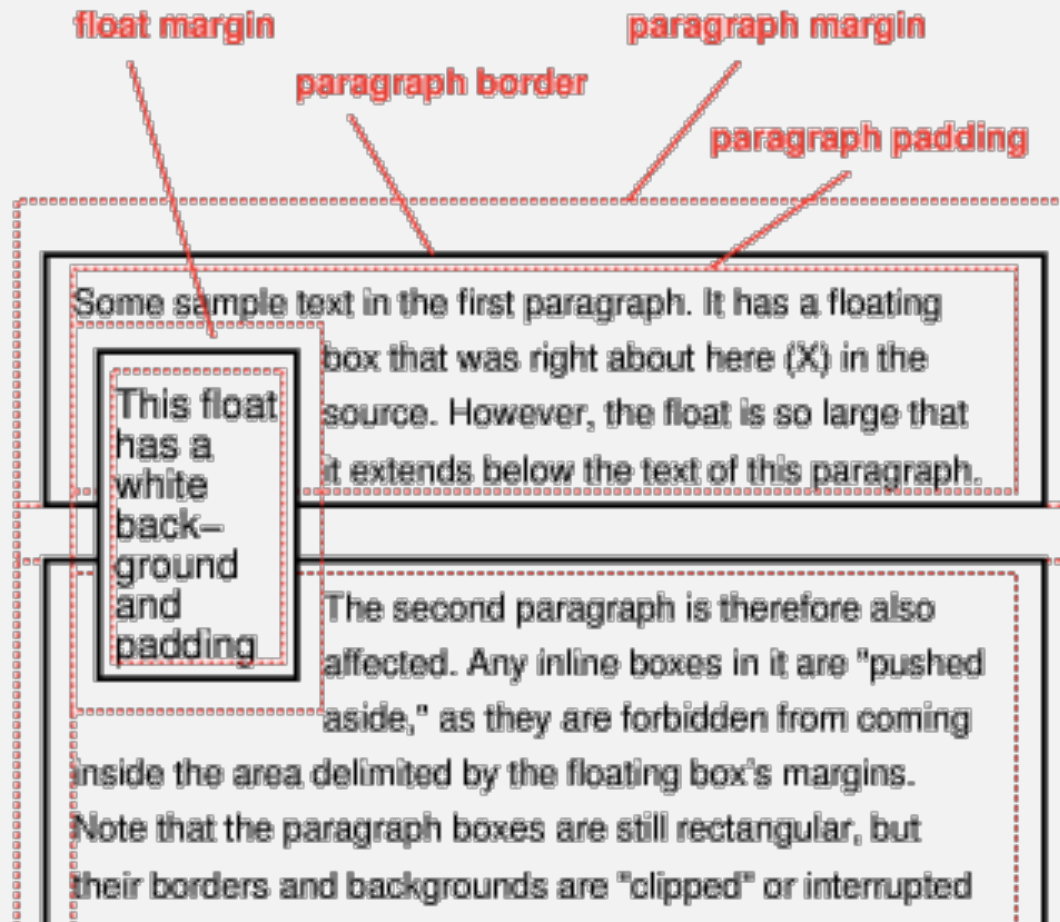 float margin
paragraph margin
paragraph border
paragraph padding
Some sample text in the first paragraph. It has a floating
box that was right about here (X) in the
source. However, the float is so large that
it extends below the text of this paragraph.
This float
has a
white
back–
ground
and
padding
The second paragraph is therefore also
affected. Any inline boxes in it are "pushed
aside," as they are forbidden from coming
inside the area delimited by the floating box's margins.
Note that the paragraph boxes are still rectangular, but
their borders and backgrounds are "clipped" or interrupted